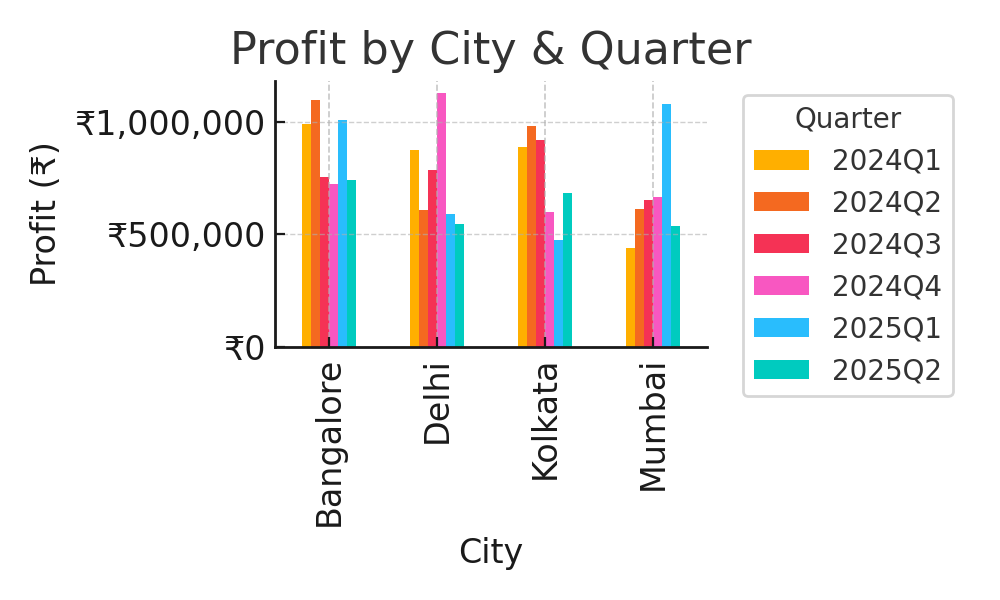 Profit by City & Quarter
Profit (₹)
₹1,000,000
₹500,000
₹0
Bangalore
Delhi
Kolkata
Mumbai
City
Quarter
2024Q1
2024Q2
2024Q3
2024Q4
2025Q1
2025Q2